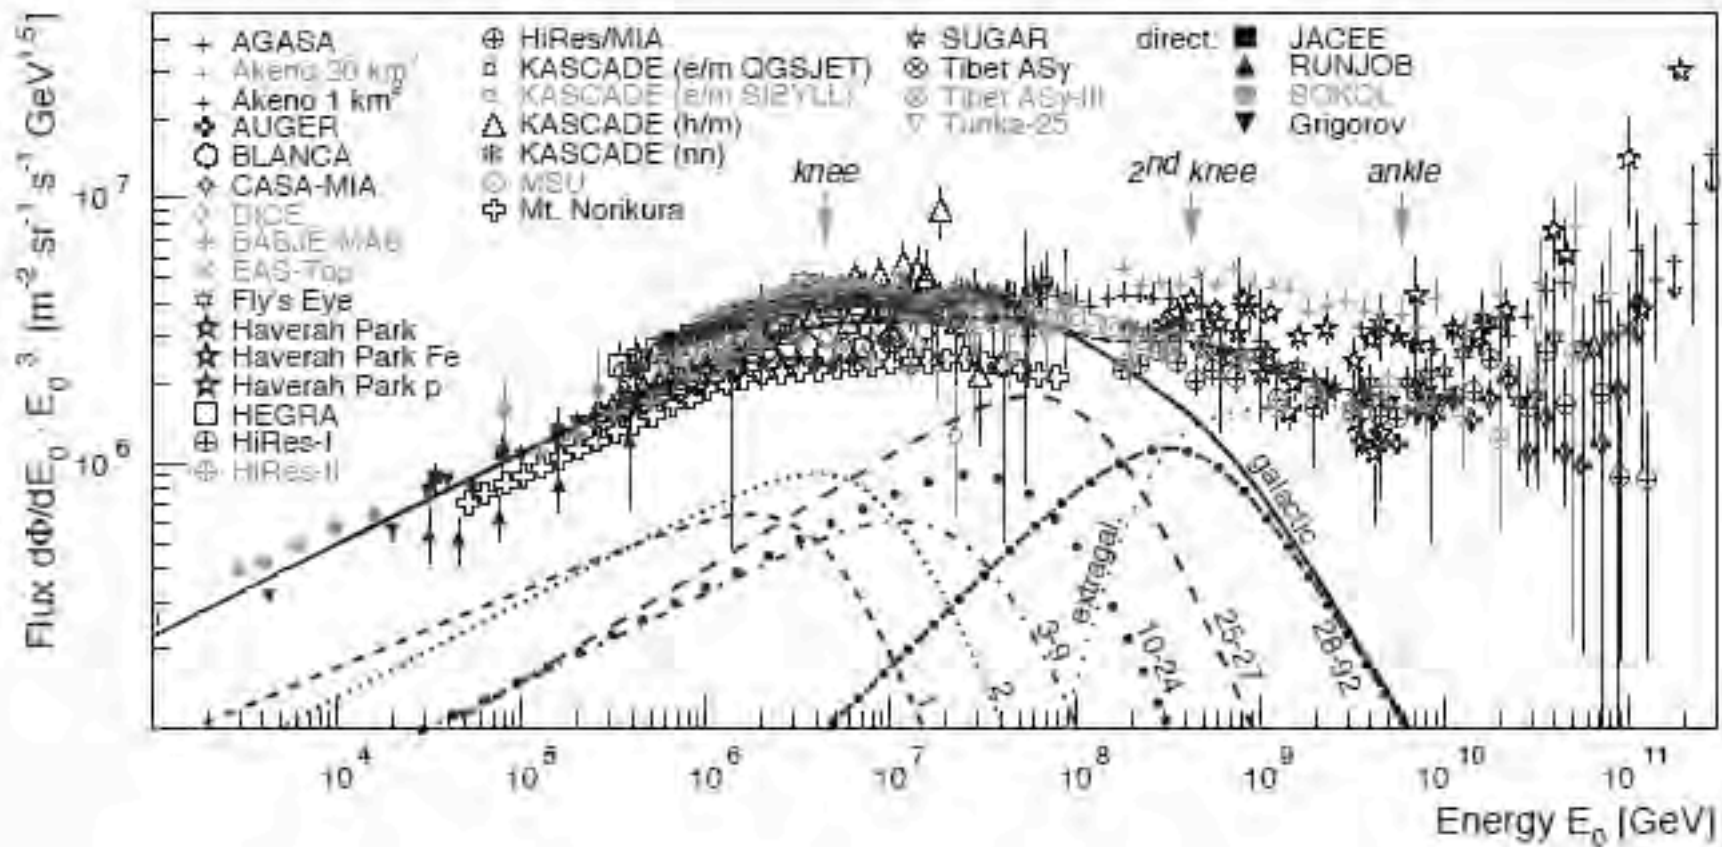 Flux dΦ/dE₀ · E₀³ [m⁻² sr⁻¹ s⁻¹ GeV¹·⁵]
10⁷
10⁶
AGASA
Akeno 20 km²
Akeno 1 km²
AUGER
BLANCA
CASA-MIA
DICE
BASJE-MAS
EAS-Top
Fly's Eye
Haverah Park
Haverah Park Fe
Haverah Park p
HEGRA
HiRes-I
HiRes-II
HiRes/MIA
KASCADE (e/m QGSJET)
KASCADE (e/m SIBYLL)
KASCADE (h/m)
KASCADE (nn)
MSU
Mt. Norikura
SUGAR
Tibet ASγ
Tibet ASγ-III
Tunka-25
direct:
JACEE
RUNJOB
SOKOL
Grigorov
knee
2nd knee
ankle
galactic
extragal.
1
2
3-9
10-24
25-27
28-92
10⁴
10⁵
10⁶
10⁷
10⁸
10⁹
10¹⁰
10¹¹
Energy E₀ [GeV]